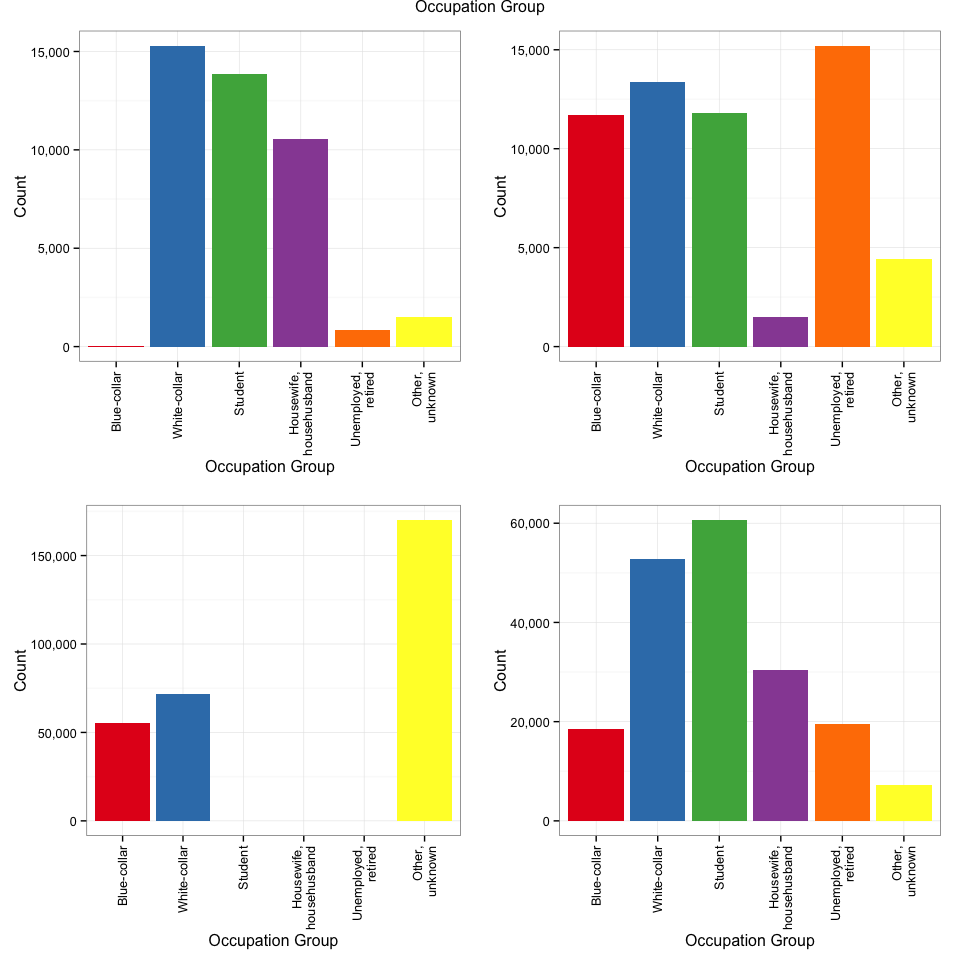 Occupation Group
Count
15,000
10,000
5,000
0
Blue-collar
White-collar
Student
Housewife,
househusband
Unemployed,
retired
Other,
unknown
Occupation Group
Count
15,000
10,000
5,000
0
Blue-collar
White-collar
Student
Housewife,
househusband
Unemployed,
retired
Other,
unknown
Occupation Group
Count
150,000
100,000
50,000
0
Blue-collar
White-collar
Student
Housewife,
househusband
Unemployed,
retired
Other,
unknown
Occupation Group
Count
60,000
40,000
20,000
0
Blue-collar
White-collar
Student
Housewife,
househusband
Unemployed,
retired
Other,
unknown
Occupation Group